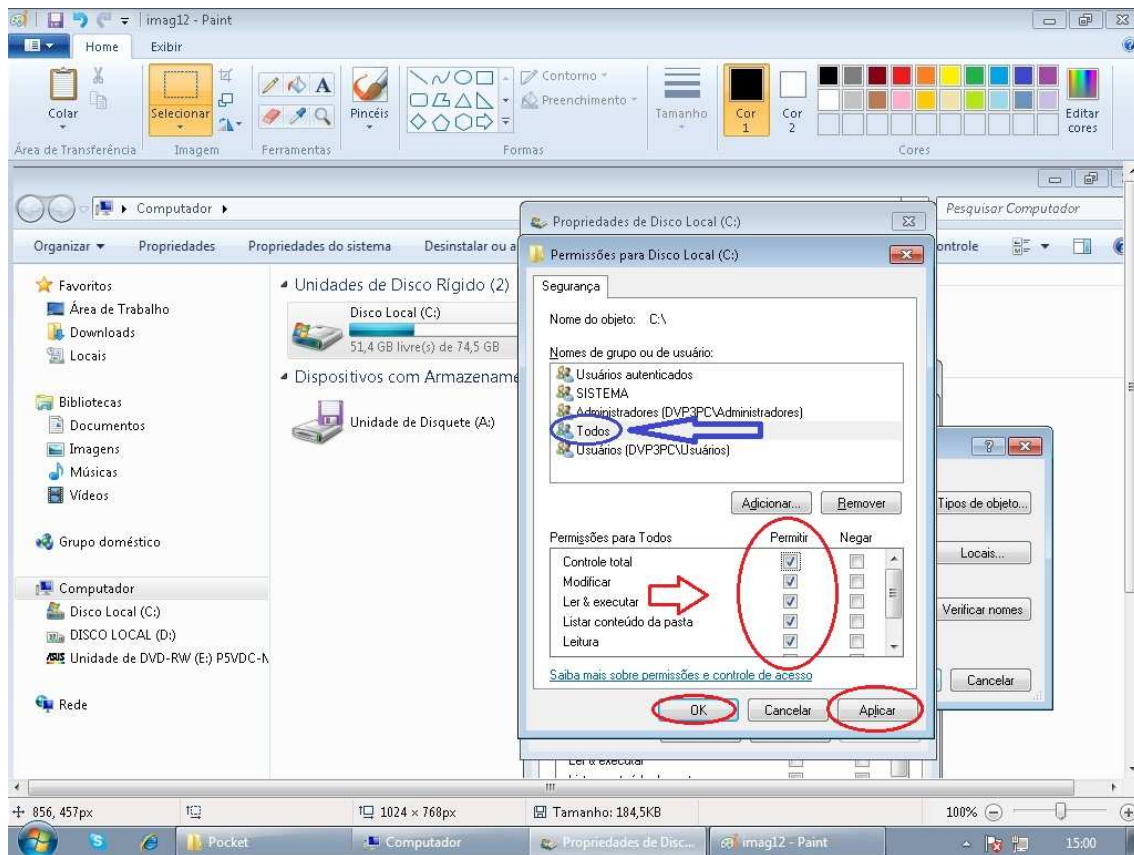 imag12 - Paint
Home Exibir
Colar
Selecionar
Pincéis
Contorno
Preenchimento
Tamanho
Cor 1
Cor 2
Editar cores
Área de Transferência Imagem Ferramentas Formas Cores
Computador
Pesquisar Computador
Organizar Propriedades Propriedades do sistema Desinstalar ou a
ontrole
Favoritos
Área de Trabalho
Downloads
Locais
Bibliotecas
Documentos
Imagens
Músicas
Vídeos
Grupo doméstico
Computador
Disco Local (C:)
DISCO LOCAL (D:)
Unidade de DVD-RW (E:) P5VDC-M
Rede
Unidades de Disco Rígido (2)
Disco Local (C:)
51,4 GB livre(s) de 74,5 GB
Dispositivos com Armazename
Unidade de Disquete (A:)
Propriedades de Disco Local (C:)
Permissões para Disco Local (C:)
Segurança
Nome do objeto: C:\
Nomes de grupo ou de usuário:
Usuários autenticados
SISTEMA
Administradores (DVP3PC\Administradores)
Todos
Usuários (DVP3PC\Usuários)
Adicionar... Remover
Permissões para Todos Permitir Negar
Controle total
Modificar
Ler & executar
Listar conteúdo da pasta
Leitura
Saiba mais sobre permissões e controle de acesso
OK Cancelar Aplicar
Ler & executar
Tipos de objeto...
Locais...
Verificar nomes
Cancelar
856, 457px 1024 × 768px Tamanho: 184,5KB 100%
Pocket Computador Propriedades de Disc... imag12 - Paint 15:00